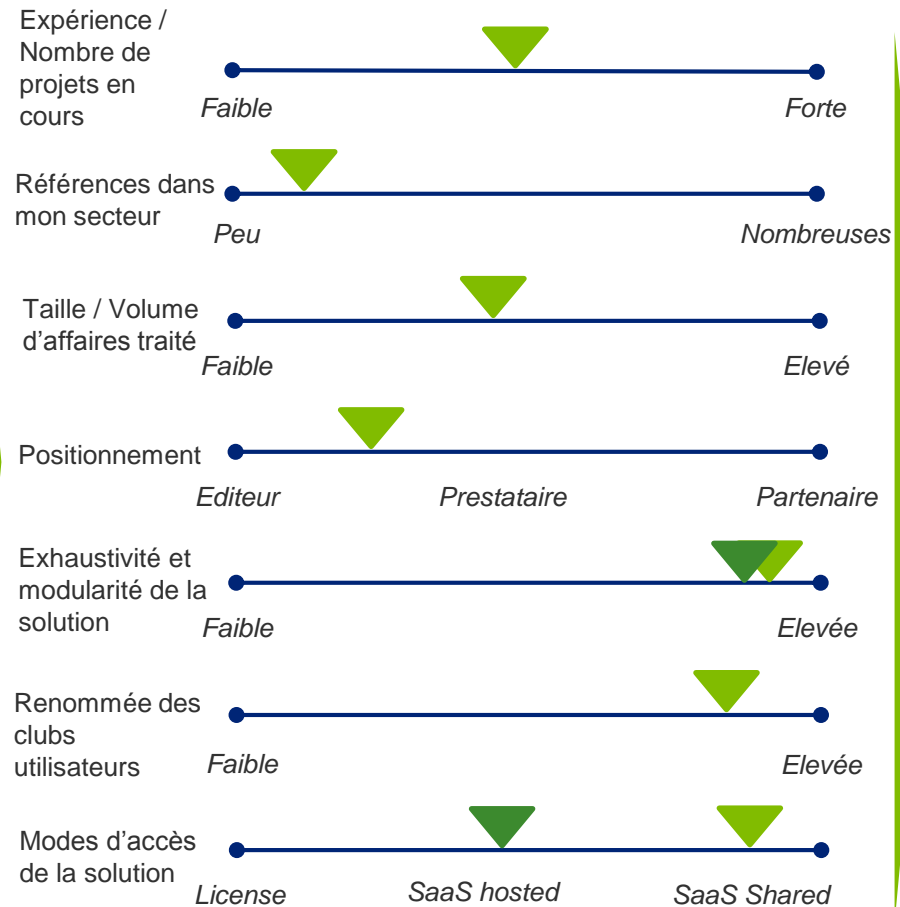 Expérience /
Nombre de
projets en
cours
Faible
Forte
Références dans
mon secteur
Peu
Nombreuses
Taille / Volume
d’affaires traité
Faible
Elevé
Positionnement
Editeur
Prestataire
Partenaire
Exhaustivité et
modularité de la
solution
Faible
Elevée
Renommée des
clubs
utilisateurs
Faible
Elevée
Modes d’accès
de la solution
License
SaaS hosted
SaaS Shared